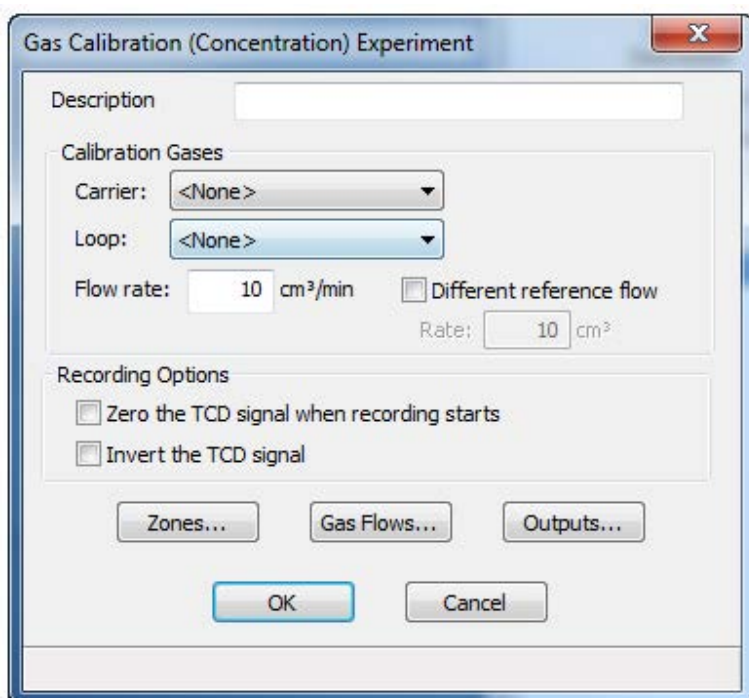 Gas Calibration (Concentration) Experiment
Description
Calibration Gases
Carrier: <None>
Loop: <None>
Flow rate: 10 cm³/min Different reference flow
Rate: 10 cm³
Recording Options
Zero the TCD signal when recording starts
Invert the TCD signal
Zones... Gas Flows... Outputs...
OK Cancel